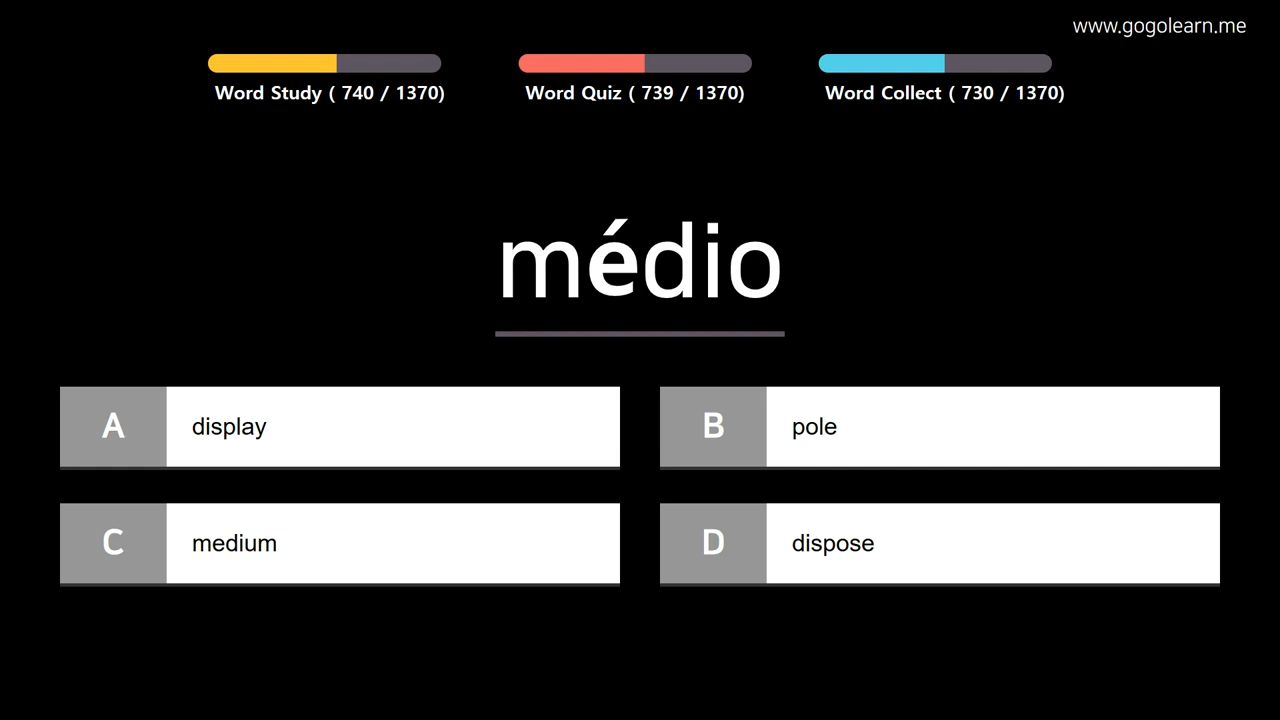 www.gogolearn.me
Word Study ( 740 / 1370)
Word Quiz ( 739 / 1370)
Word Collect ( 730 / 1370)
médio
A display
B pole
C medium
D dispose